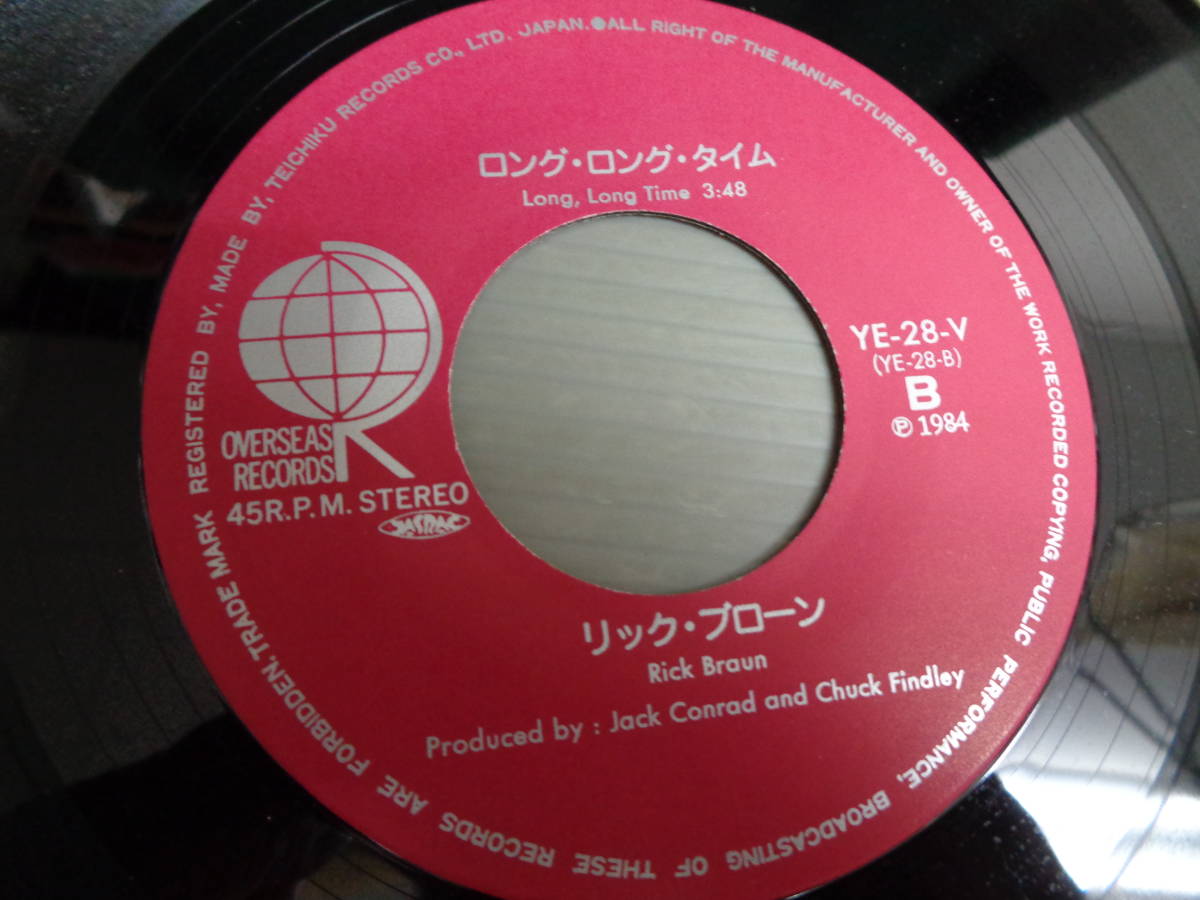 ロング・ロング・タイム
Long, Long Time 3:48
YE-28-V
(YE-28-B)
B
Ⓟ 1984
OVERSEAS
RECORDS
R
45R.P.M. STEREO
JASRAC
リック・ブローン
Rick Braun
Produced by : Jack Conrad and Chuck Findley
TRADE MARK REGISTERED BY, MADE BY, TEICHIKU RECORDS CO., LTD. JAPAN.●ALL RIGHT OF THE MANUFACTURER AND OWNER OF THE WORK RECORDED COPYING, PUBLIC PERFORMANCE, BROADCASTING OF THESE RECORDS ARE FORBIDDEN.